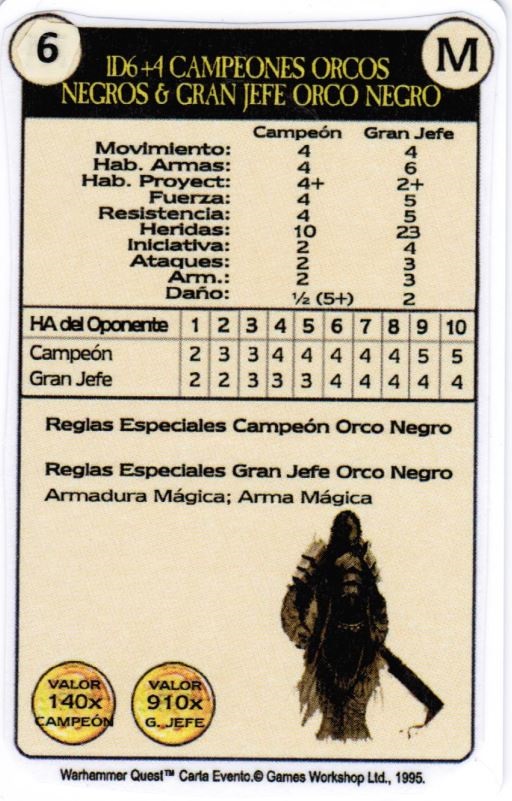 6
M
1D6+4 CAMPEONES ORCOS
NEGROS & GRAN JEFE ORCO NEGRO
Campeón Gran Jefe
Movimiento: 4 4
Hab. Armas: 4 6
Hab. Proyect: 4+ 2+
Fuerza: 4 5
Resistencia: 4 5
Heridas: 10 23
Iniciativa: 2 4
Ataques: 2 3
Arm.: 2 3
Daño: ½ (5+) 2
HA del Oponente 1 2 3 4 5 6 7 8 9 10
Campeón 2 3 3 4 4 4 4 4 5 5
Gran Jefe 2 2 3 3 3 4 4 4 4 4
Reglas Especiales Campeón Orco Negro
Reglas Especiales Gran Jefe Orco Negro
Armadura Mágica; Arma Mágica
VALOR
140x
CAMPEÓN
VALOR
910x
G. JEFE
Warhammer Quest™ Carta Evento.© Games Workshop Ltd., 1995.